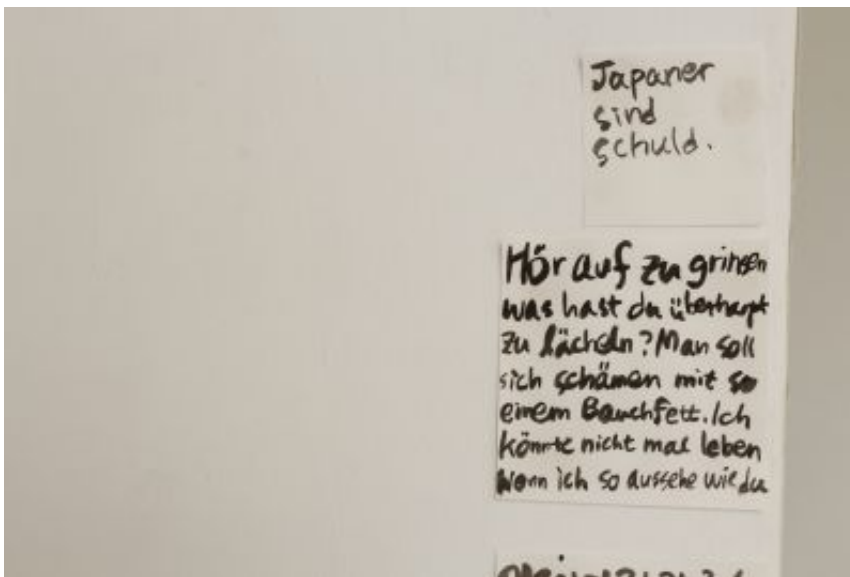 Japaner
sind
schuld.
Hör auf zu grinsen
was hast du überhaupt
zu lächeln? Man soll
sich schämen mit so
einem Bauchfett. Ich
könnte nicht mal leben
wenn ich so aussehe wie du